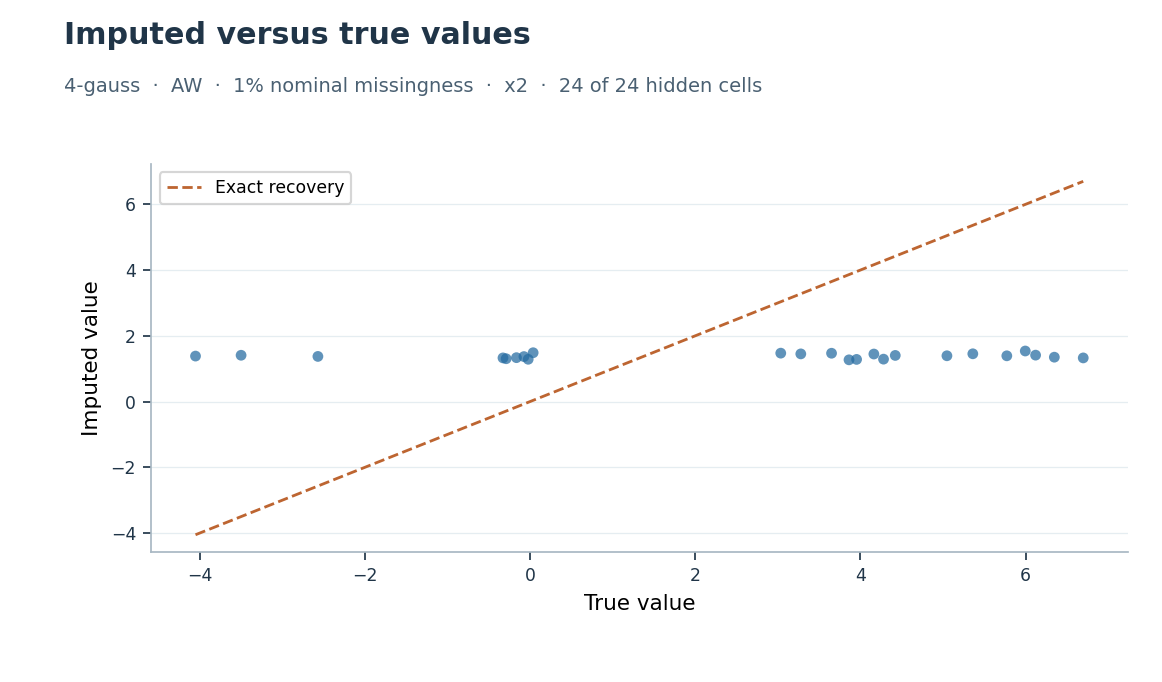 Imputed versus true values
4-gauss · AW · 1% nominal missingness · x2 · 24 of 24 hidden cells
Exact recovery
6
4
2
0
−2
−4
Imputed value
−4
−2
0
2
4
6
True value